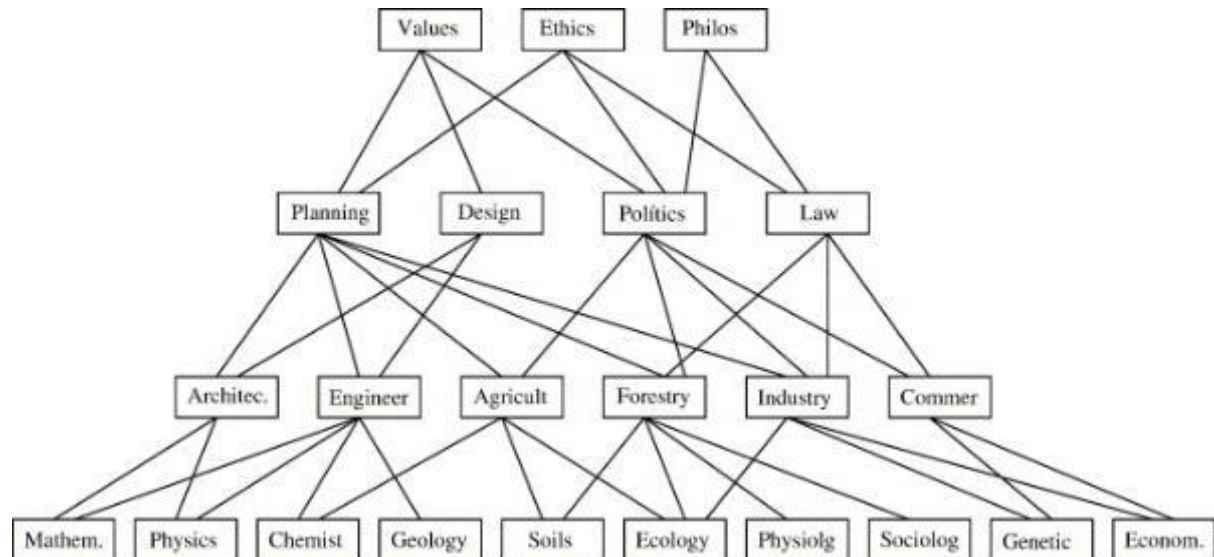 Values Ethics Philos
Planning Design Polítics Law
Architec. Engineer Agricult Forestry Industry Commer
Mathem. Physics Chemist Geology Soils Ecology Physiolg Sociolog Genetic Econom.